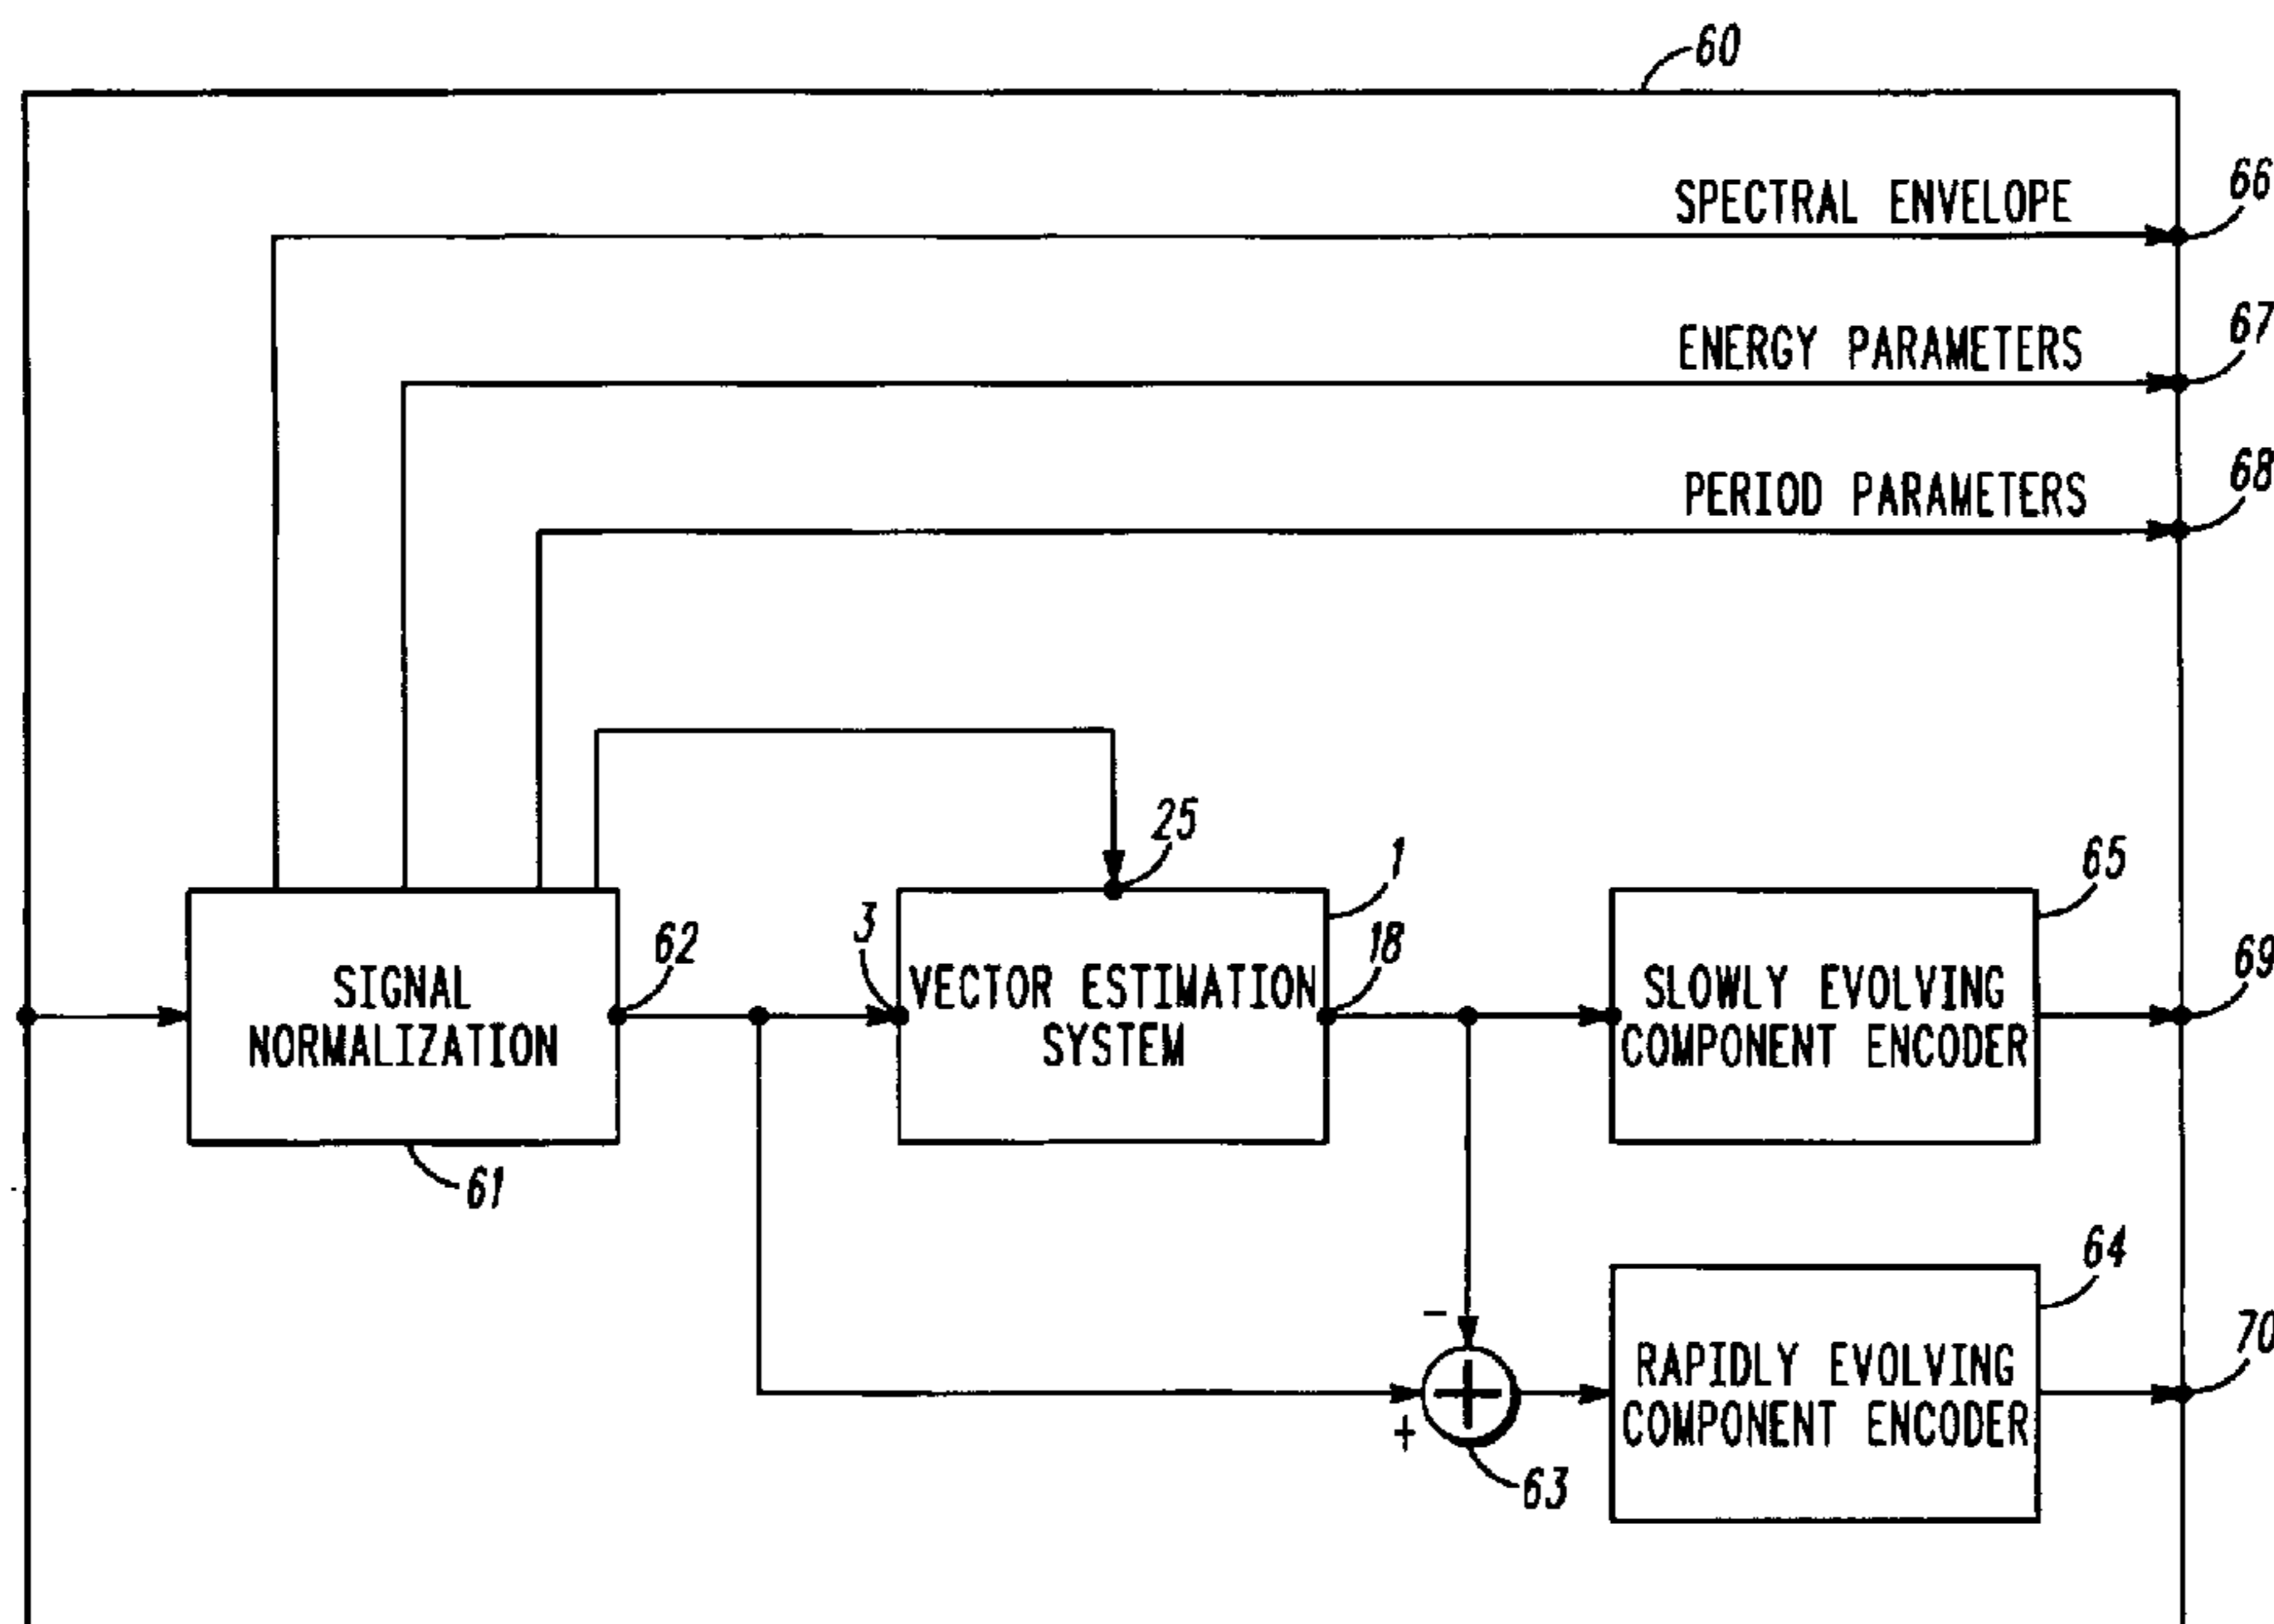 60
SPECTRAL ENVELOPE
66
ENERGY PARAMETERS
67
PERIOD PARAMETERS
68
25
1
65
3
62
18
SIGNAL
NORMALIZATION
VECTOR ESTIMATION
SYSTEM
SLOWLY EVOLVING
COMPONENT ENCODER
69
61
64
-
+
63
RAPIDLY EVOLVING
COMPONENT ENCODER
70